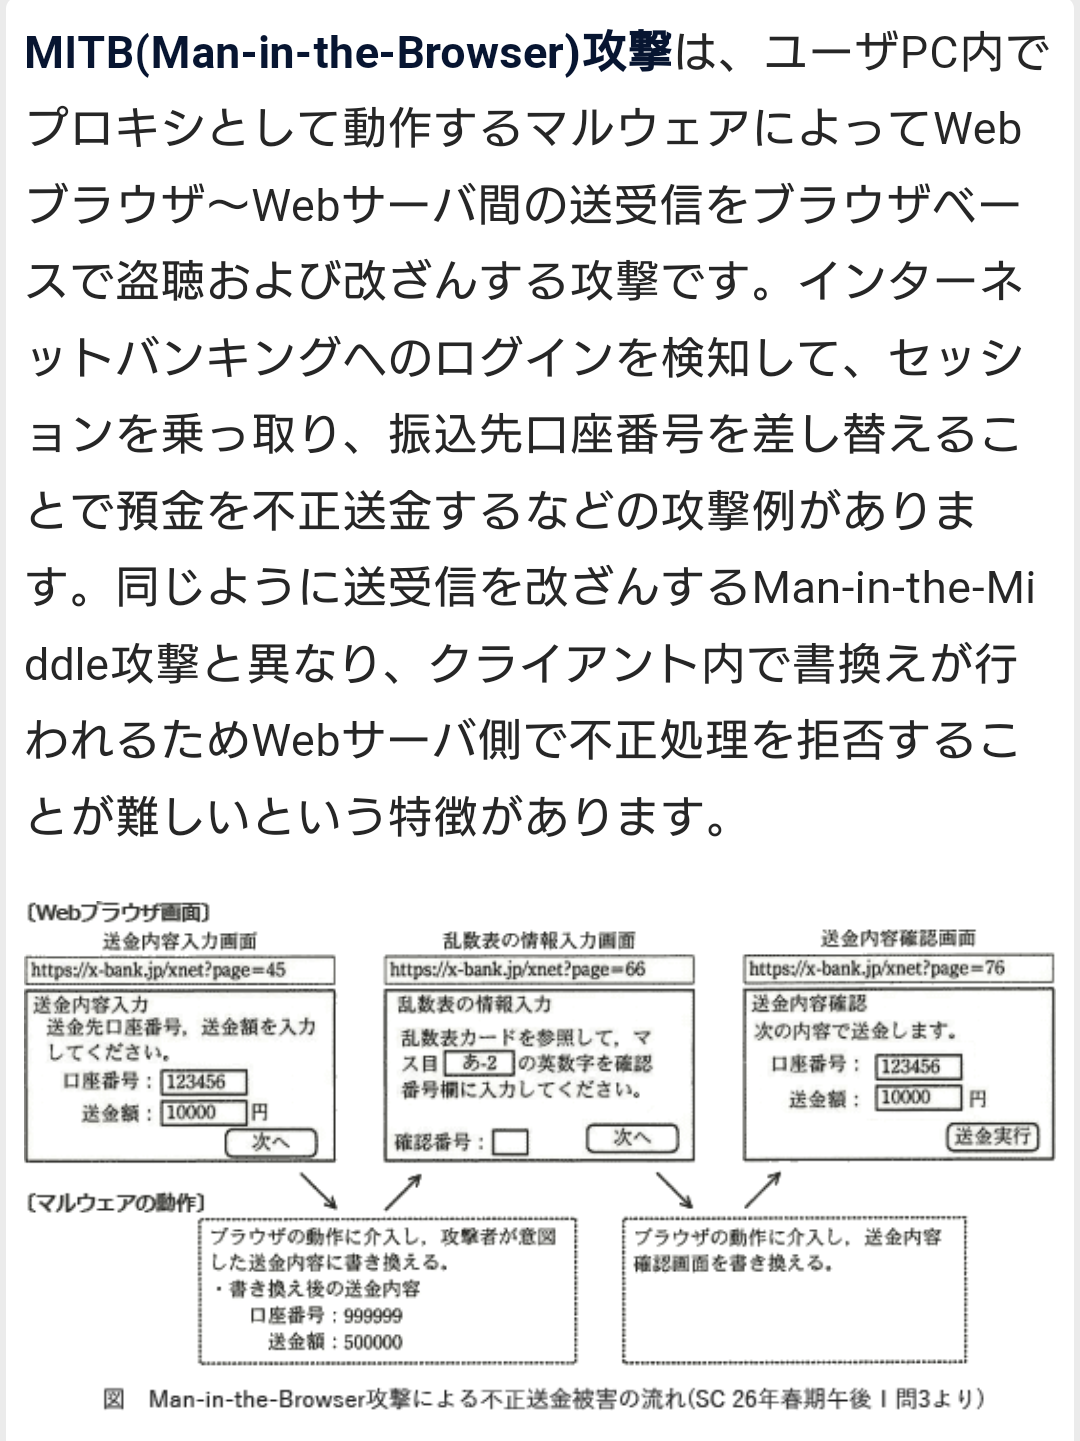 MITB(Man-in-the-Browser)攻撃は、ユーザPC内で
プロキシとして動作するマルウェアによってWeb
ブラウザ～Webサーバ間の送受信をブラウザベー
スで盗聴および改ざんする攻撃です。インターネ
ットバンキングへのログインを検知して、セッシ
ョンを乗っ取り、振込先口座番号を差し替えるこ
とで預金を不正送金するなどの攻撃例がありま
す。同じように送受信を改ざんするMan-in-the-Mi
ddle攻撃と異なり、クライアント内で書換えが行
われるためWebサーバ側で不正処理を拒否するこ
とが難しいという特徴があります。
〔Webブラウザ画面〕
送金内容入力画面
https://x-bank.jp/xnet?page=45
送金内容入力
送金先口座番号，送金額を入力
してください。
口座番号：123456
送金額：10000円
次へ
乱数表の情報入力画面
https://x-bank.jp/xnet?page=66
乱数表の情報入力
乱数表カードを参照して，マ
ス目 あ-2 の英数字を確認
番号欄に入力してください。
確認番号： 次へ
送金内容確認画面
https://x-bank.jp/xnet?page=76
送金内容確認
次の内容で送金します。
口座番号：123456
送金額：10000円
送金実行
〔マルウェアの動作〕
ブラウザの動作に介入し，攻撃者が意図
した送金内容に書き換える。
・書き換え後の送金内容
口座番号：999999
送金額：500000
ブラウザの動作に介入し，送金内容
確認画面を書き換える。
図　Man-in-the-Browser攻撃による不正送金被害の流れ(SC 26年春期午後Ⅰ問3より)